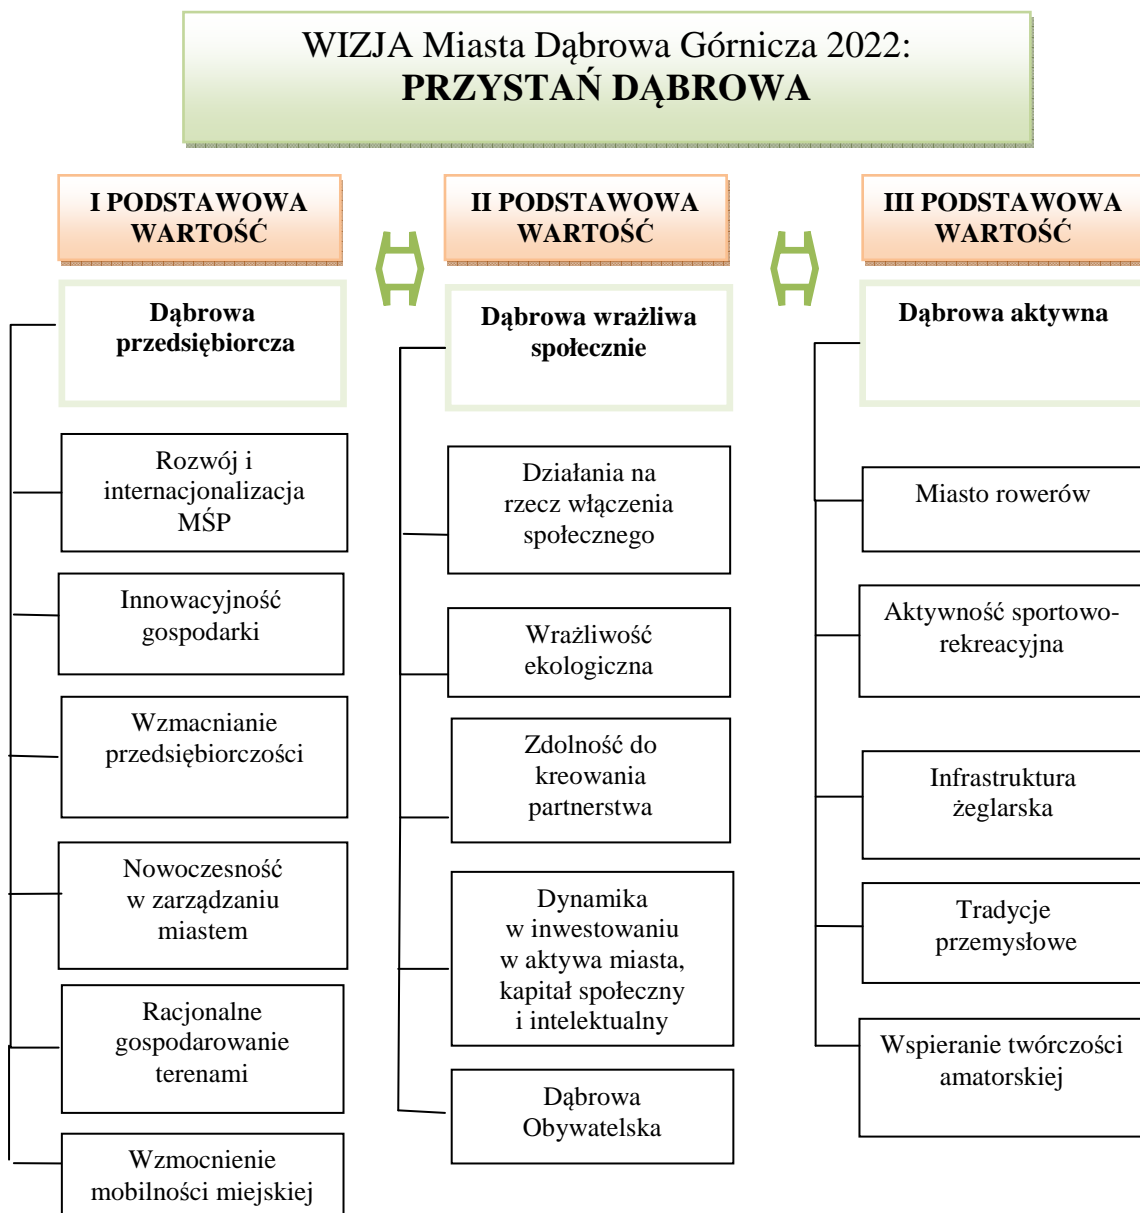 WIZJA Miasta Dąbrowa Górnicza 2022:
PRZYSTAŃ DĄBROWA
I PODSTAWOWA
WARTOŚĆ
Dąbrowa
przedsiębiorcza
Rozwój i
internacjonalizacja
MŚP
Innowacyjność
gospodarki
Wzmacnianie
przedsiębiorczości
Nowoczesność
w zarządzaniu
miastem
Racjonalne
gospodarowanie
terenami
Wzmocnienie
mobilności miejskiej
II PODSTAWOWA
WARTOŚĆ
Dąbrowa wrażliwa
społecznie
Działania na
rzecz włączenia
społecznego
Wrażliwość
ekologiczna
Zdolność do
kreowania
partnerstwa
Dynamika
w inwestowaniu
w aktywa miasta,
kapitał społeczny
i intelektualny
Dąbrowa
Obywatelska
III PODSTAWOWA
WARTOŚĆ
Dąbrowa aktywna
Miasto rowerów
Aktywność sportowo-
rekreacyjna
Infrastruktura
żeglarska
Tradycje
przemysłowe
Wspieranie twórczości
amatorskiej